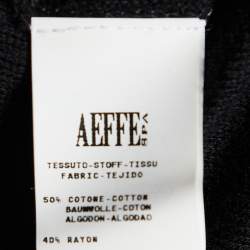 AEFFE SPA
TESSUTO-STOFF-TISSU
FABRIC-TEJIDO
50% COTONE-COTTON
BAUMWOLLE-COTON
ALGODON-ALGODAO
40% RAYON